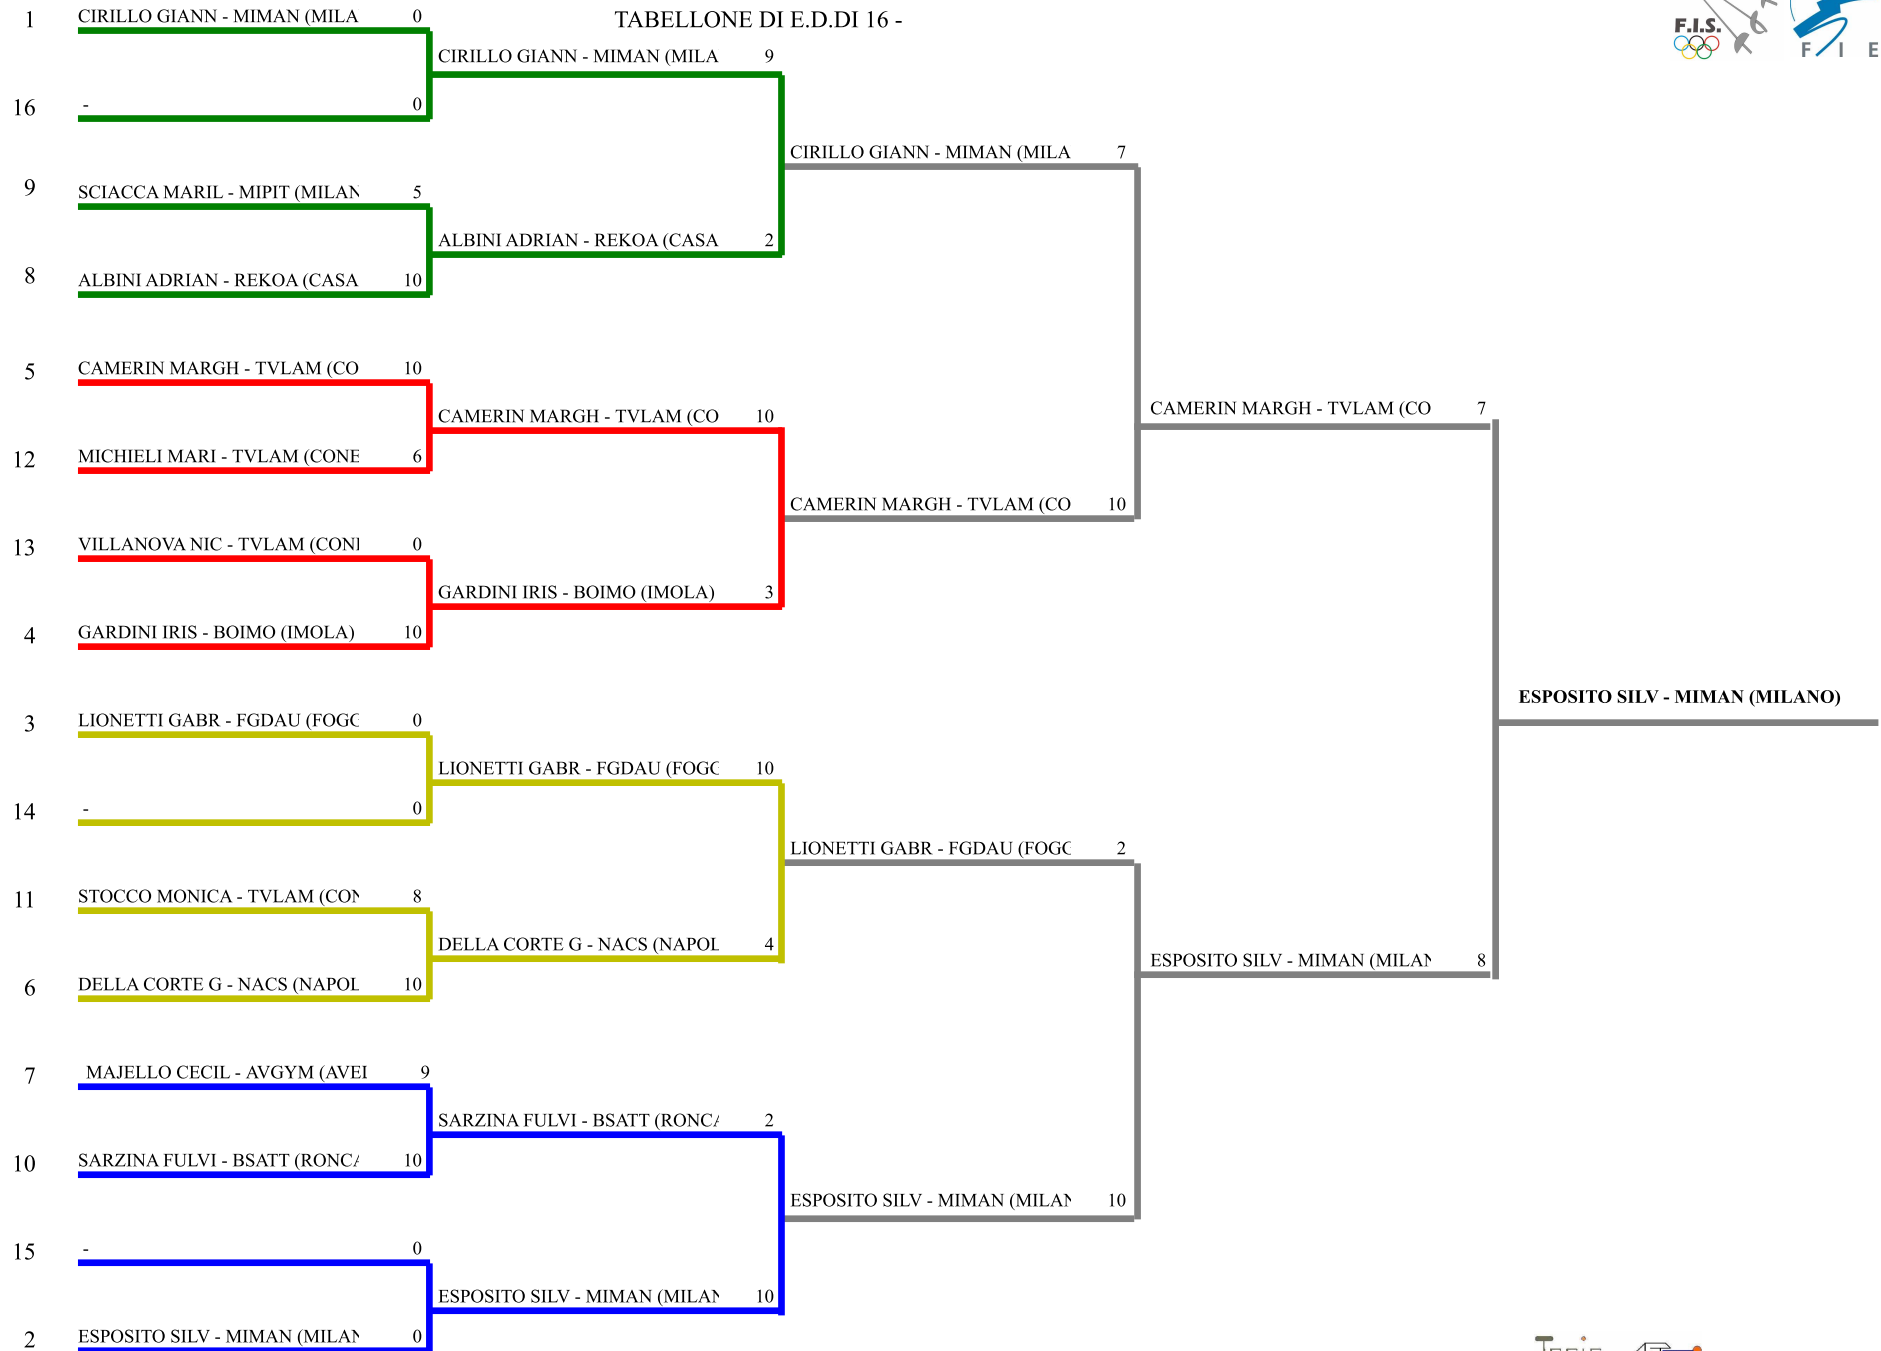 TABELLONE DI E.D.DI 16 -
F.I.S.
F I E
1 CIRILLO GIANN - MIMAN (MILA 0
16 - 0
9 SCIACCA MARIL - MIPIT (MILAN 5
8 ALBINI ADRIAN - REKOA (CASA 10
5 CAMERIN MARGH - TVLAM (CO 10
12 MICHIELI MARI - TVLAM (CONE 6
13 VILLANOVA NIC - TVLAM (CONI 0
4 GARDINI IRIS - BOIMO (IMOLA) 10
3 LIONETTI GABR - FGDAU (FOGG 0
14 - 0
11 STOCCO MONICA - TVLAM (CON 8
6 DELLA CORTE G - NACS (NAPOL 10
7 MAJELLO CECIL - AVGYM (AVEI 9
10 SARZINA FULVI - BSATT (RONCA 10
15 - 0
2 ESPOSITO SILV - MIMAN (MILAN 0
CIRILLO GIANN - MIMAN (MILA 9
ALBINI ADRIAN - REKOA (CASA 2
CAMERIN MARGH - TVLAM (CO 10
GARDINI IRIS - BOIMO (IMOLA) 3
LIONETTI GABR - FGDAU (FOGG 10
DELLA CORTE G - NACS (NAPOL 4
SARZINA FULVI - BSATT (RONCA 2
ESPOSITO SILV - MIMAN (MILAN 10
CIRILLO GIANN - MIMAN (MILA 7
CAMERIN MARGH - TVLAM (CO 10
LIONETTI GABR - FGDAU (FOGG 2
ESPOSITO SILV - MIMAN (MILAN 10
CAMERIN MARGH - TVLAM (CO 7
ESPOSITO SILV - MIMAN (MILAN 8
ESPOSITO SILV - MIMAN (MILANO)